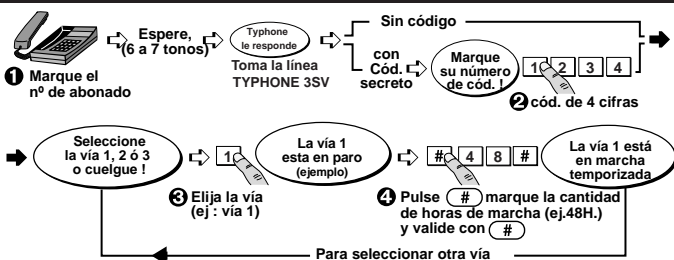 Espere,
(6 a 7 tonos)
Typhone
le responde
Toma la línea
TYPHONE 3SV
Sin código
con
Cód.
secreto
Marque
su número
de cód. !
1 2 3 4
❷ cód. de 4 cifras
❶ Marque el
nº de abonado
Seleccione
la vía 1, 2 ó 3
o cuelgue !
1
❸ Elija la vía
(ej : vía 1)
La vía 1
esta en paro
(ejemplo)
# 4 8 #
❹ Pulse # marque la cantidad
de horas de marcha (ej.48H.)
y valide con #
La vía 1 está
en marcha
temporizada
Para seleccionar otra vía